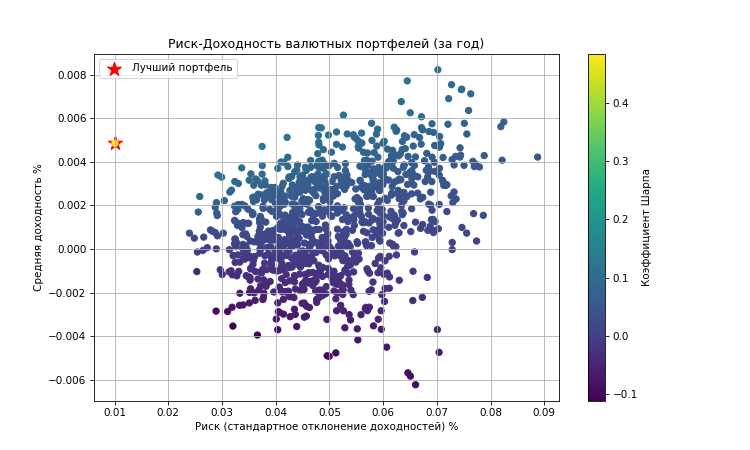 Риск-Доходность валютных портфелей (за год)
Лучший портфель
Средняя доходность %
0.008
0.006
0.004
0.002
0.000
−0.002
−0.004
−0.006
0.01 0.02 0.03 0.04 0.05 0.06 0.07 0.08 0.09
Риск (стандартное отклонение доходностей) %
0.4
0.3
0.2
0.1
0.0
−0.1
Коэффициент Шарпа